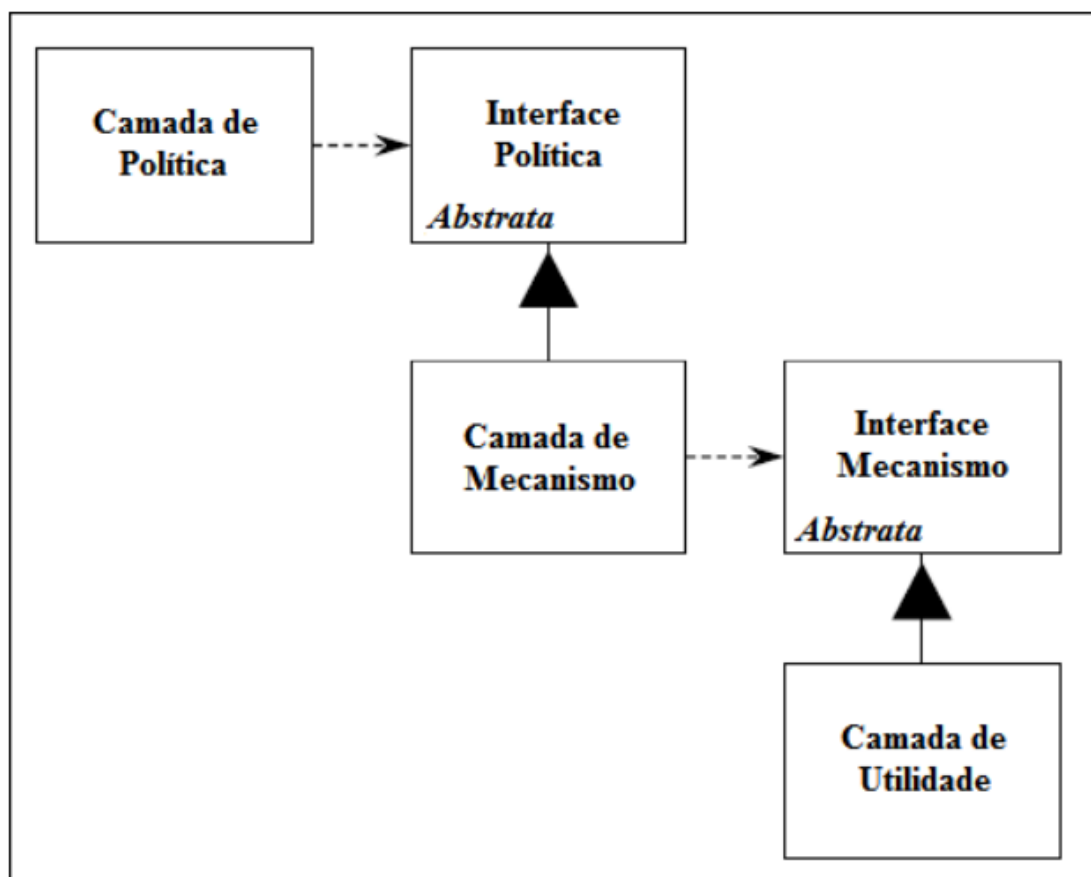 Camada de
Política
Interface
Política
Abstrata
Camada de
Mecanismo
Interface
Mecanismo
Abstrata
Camada de
Utilidade